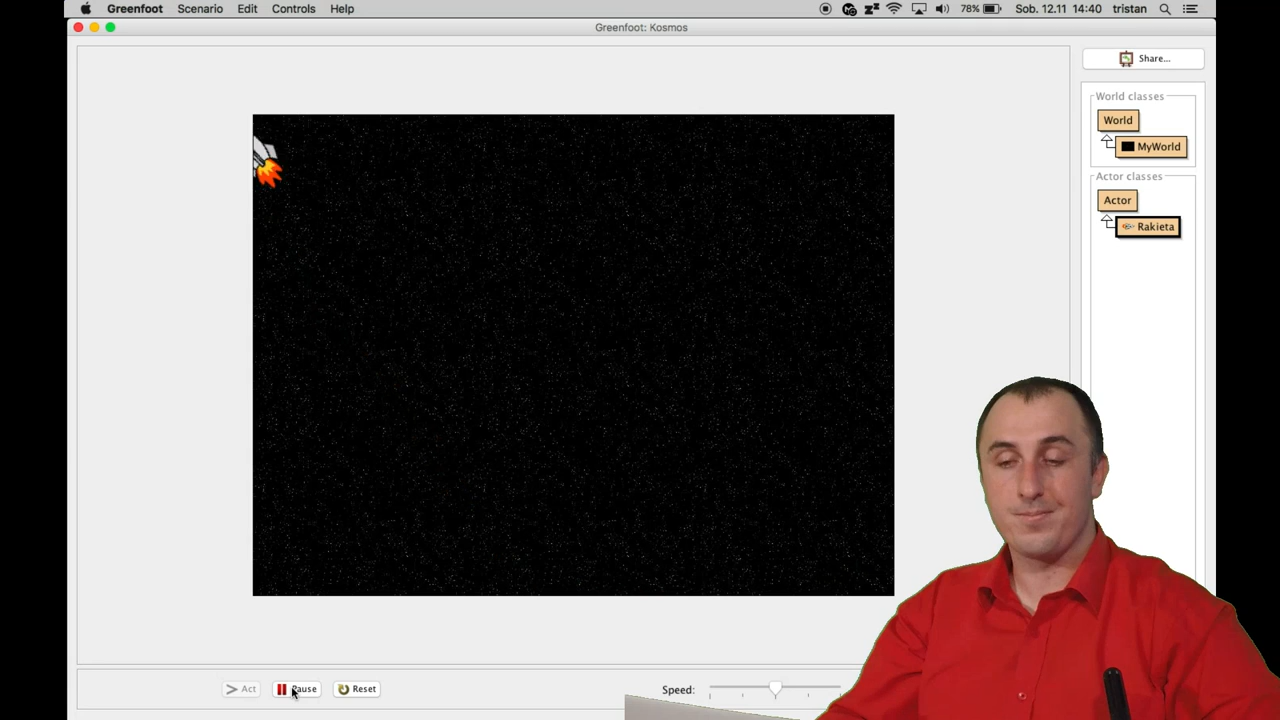 Greenfoot Scenario Edit Controls Help 78% Sob. 12.11 14:40 tristan
Greenfoot: Kosmos
Share...
World classes
World
MyWorld
Actor classes
Actor
Rakieta
Act Pause Reset Speed: